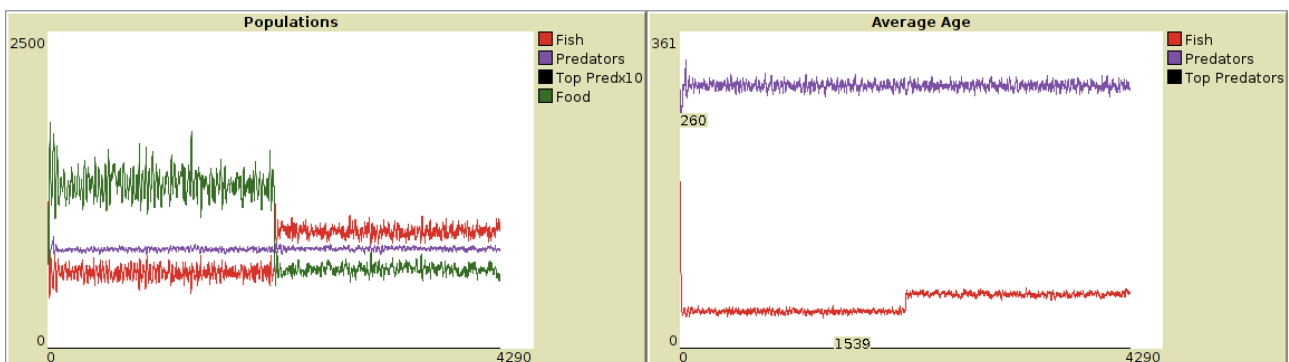 Populations
2500
Fish
Predators
Top Predx10
Food
0
0
4290
Average Age
361
Fish
Predators
Top Predators
260
0
1539
0
4290